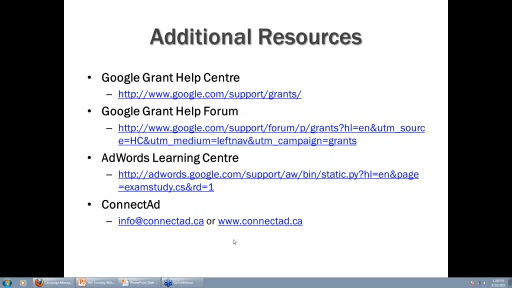 Additional Resources
• Google Grant Help Centre
– http://www.google.com/support/grants/
• Google Grant Help Forum
– http://www.google.com/support/forum/p/grants?hl=en&utm_sourc
e=HC&utm_medium=leftnav&utm_campaign=grants
• AdWords Learning Centre
– http://adwords.google.com/support/aw/bin/static.py?hl=en&page
=examstudy.cs&rd=1
• ConnectAd
– info@connectad.ca or www.connectad.ca